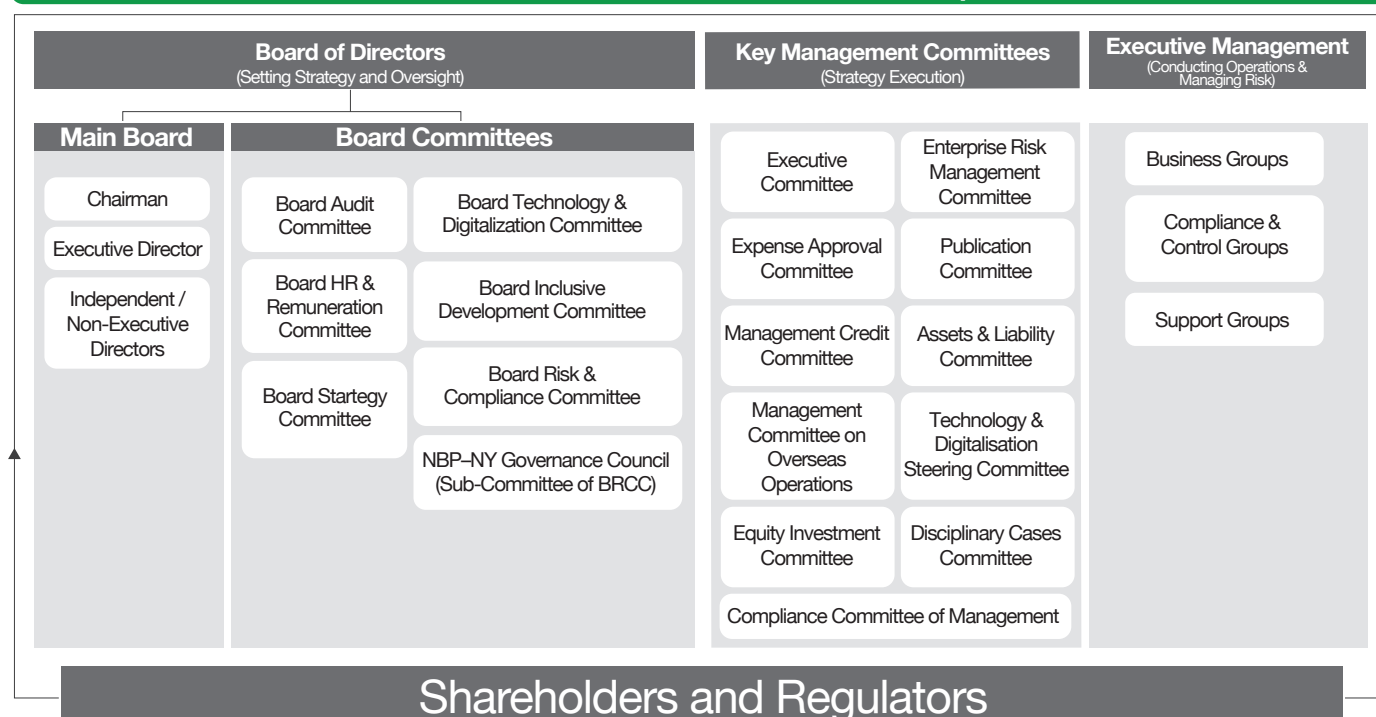 Board of Directors
(Setting Strategy and Oversight)
Key Management Committees
(Strategy Execution)
Executive Management
(Conducting Operations &
Managing Risk)
Main Board
Chairman
Executive Director
Independent /
Non-Executive
Directors
Board Committees
Board Audit
Committee
Board Technology &
Digitalization Committee
Board HR &
Remuneration
Committee
Board Inclusive
Development Committee
Board Startegy
Committee
Board Risk &
Compliance Committee
NBP–NY Governance Council
(Sub-Committee of BRCC)
Executive
Committee
Enterprise Risk
Management
Committee
Expense Approval
Committee
Publication
Committee
Management Credit
Committee
Assets & Liability
Committee
Management
Committee on
Overseas
Operations
Technology &
Digitalisation
Steering Committee
Equity Investment
Committee
Disciplinary Cases
Committee
Compliance Committee of Management
Business Groups
Compliance &
Control Groups
Support Groups
Shareholders and Regulators